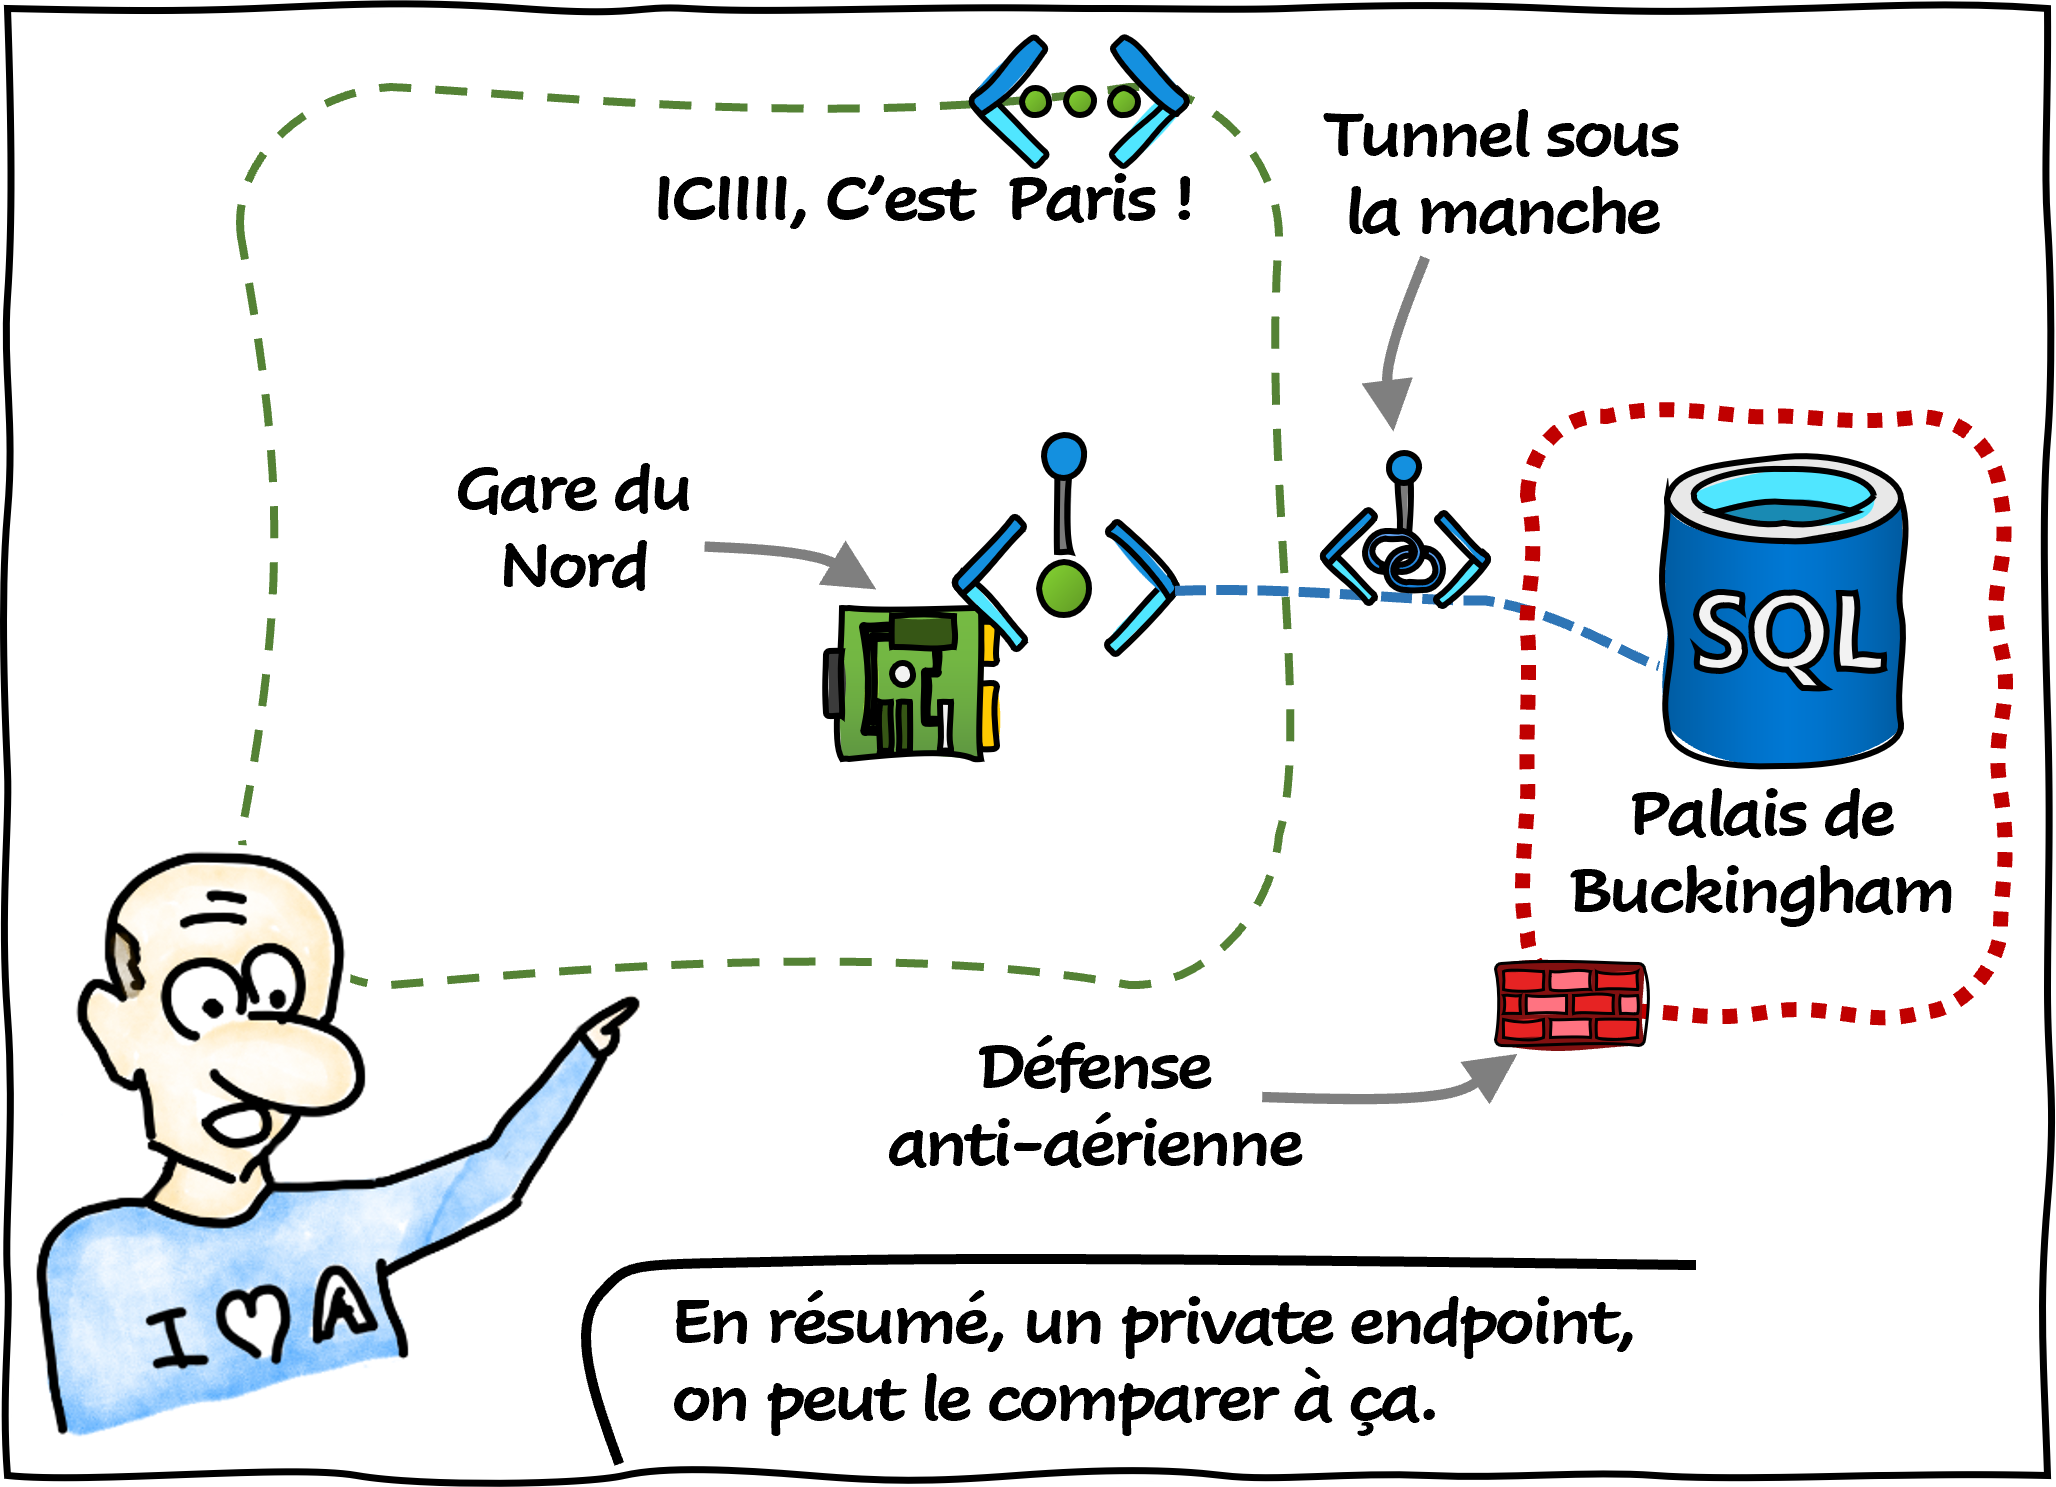 ICIIII, C'est Paris !
Tunnel sous
la manche
Gare du
Nord
SQL
Palais de
Buckingham
Défense
anti-aérienne
I ♡ A
En résumé, un private endpoint,
on peut le comparer à ça.